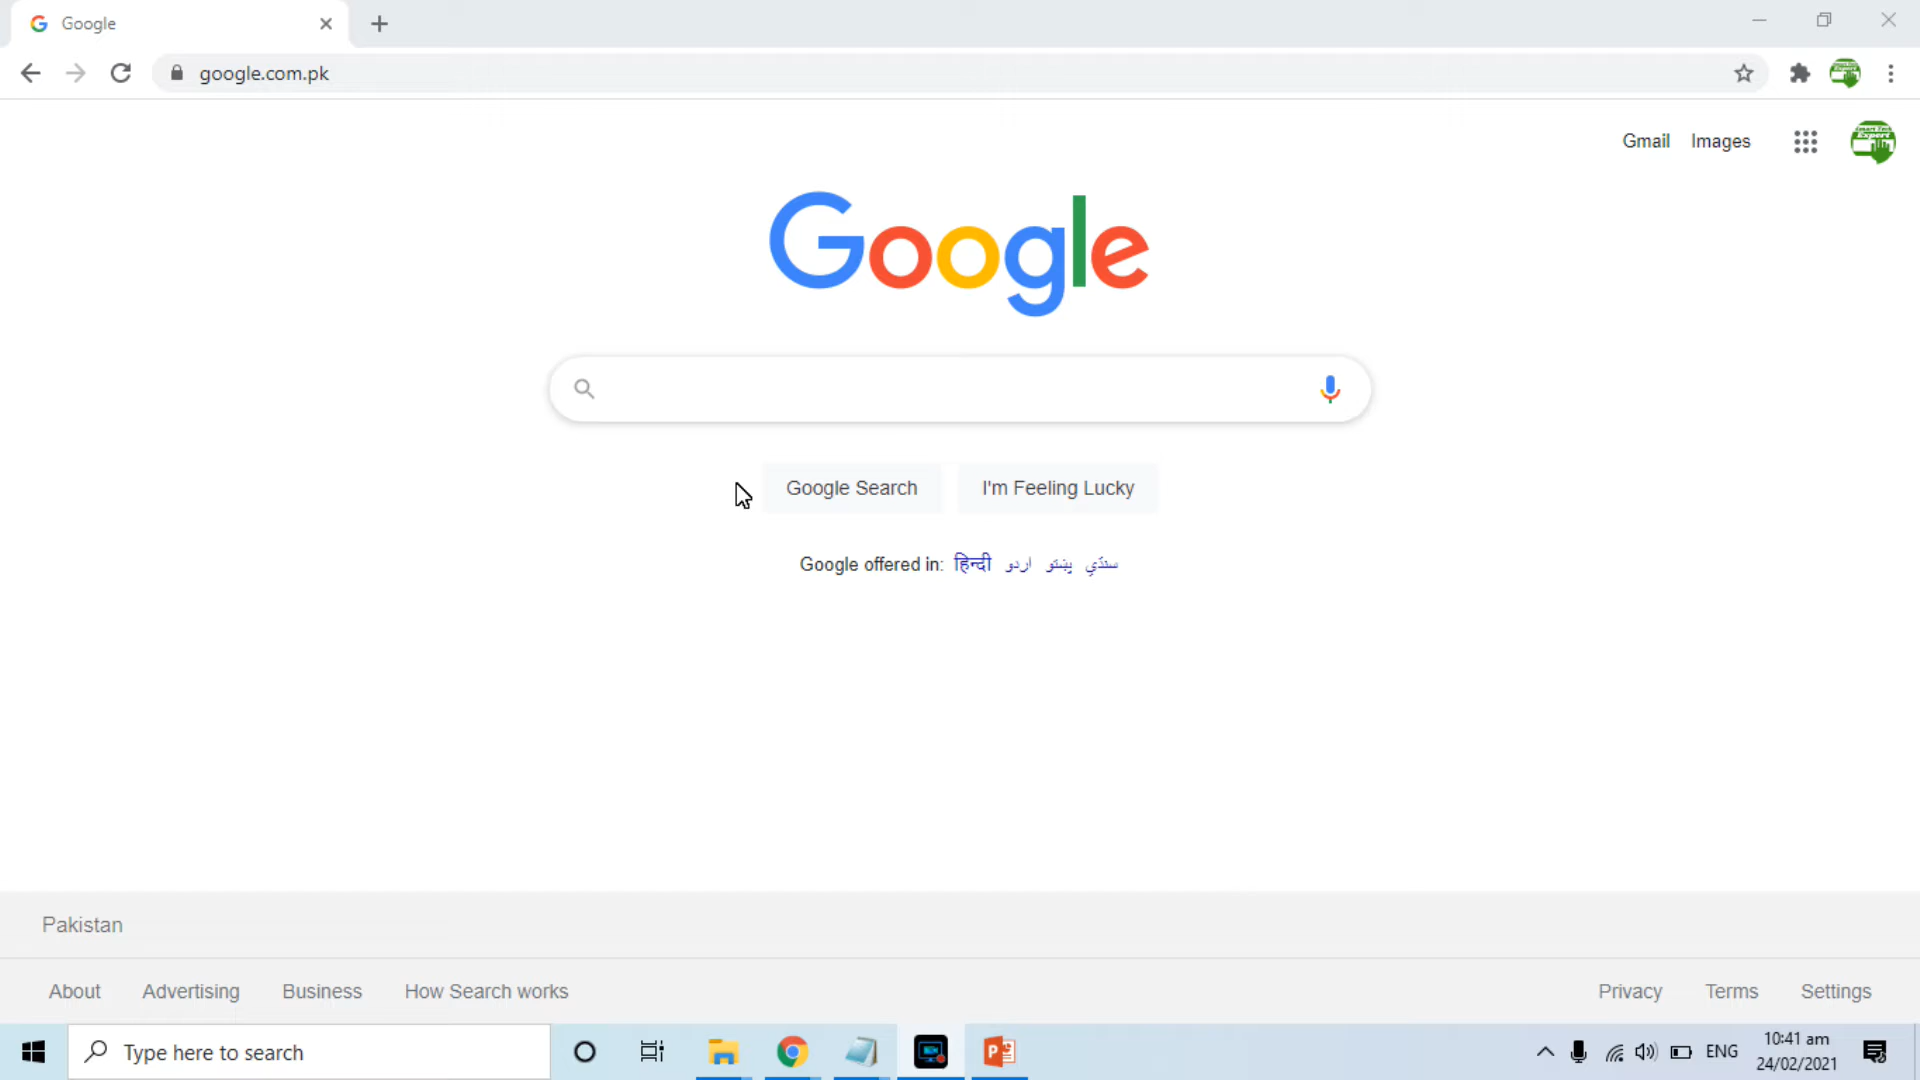 Google
google.com.pk
Gmail Images
Google
Google Search I'm Feeling Lucky
Google offered in: हिन्दी اردو پښتو سنڌي
Pakistan
About Advertising Business How Search works Privacy Terms Settings
Type here to search ENG 10:41 am
24/02/2021